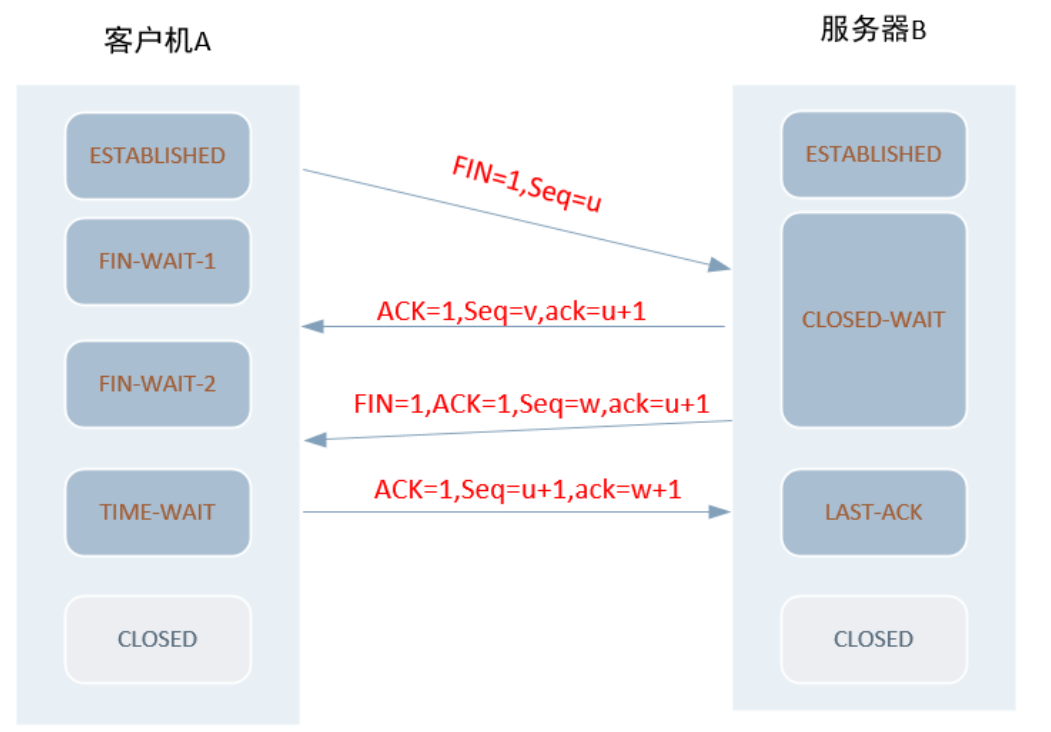 客户机A
服务器B
ESTABLISHED
ESTABLISHED
FIN=1,Seq=u
FIN-WAIT-1
ACK=1,Seq=v,ack=u+1
CLOSED-WAIT
FIN-WAIT-2
FIN=1,ACK=1,Seq=w,ack=u+1
ACK=1,Seq=u+1,ack=w+1
TIME-WAIT
LAST-ACK
CLOSED
CLOSED